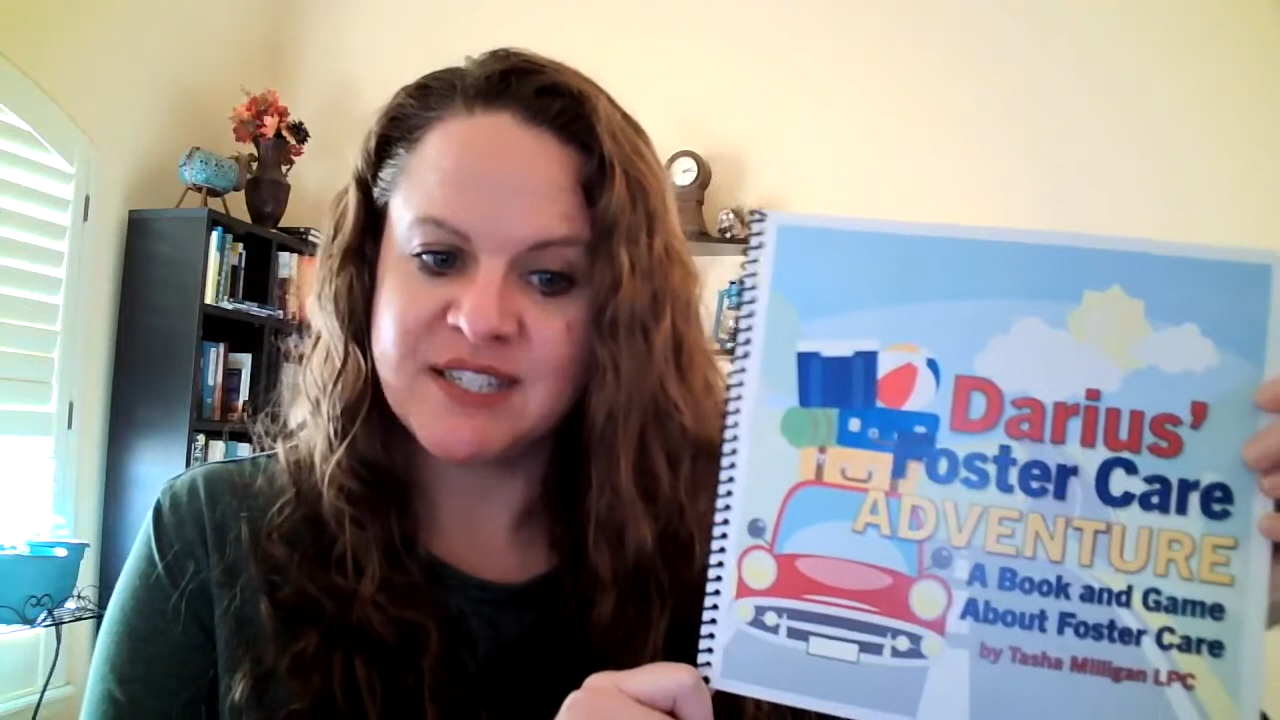 Darius'
Foster Care
ADVENTURE
A Book and Game
About Foster Care
by Tasha Milligan LPC